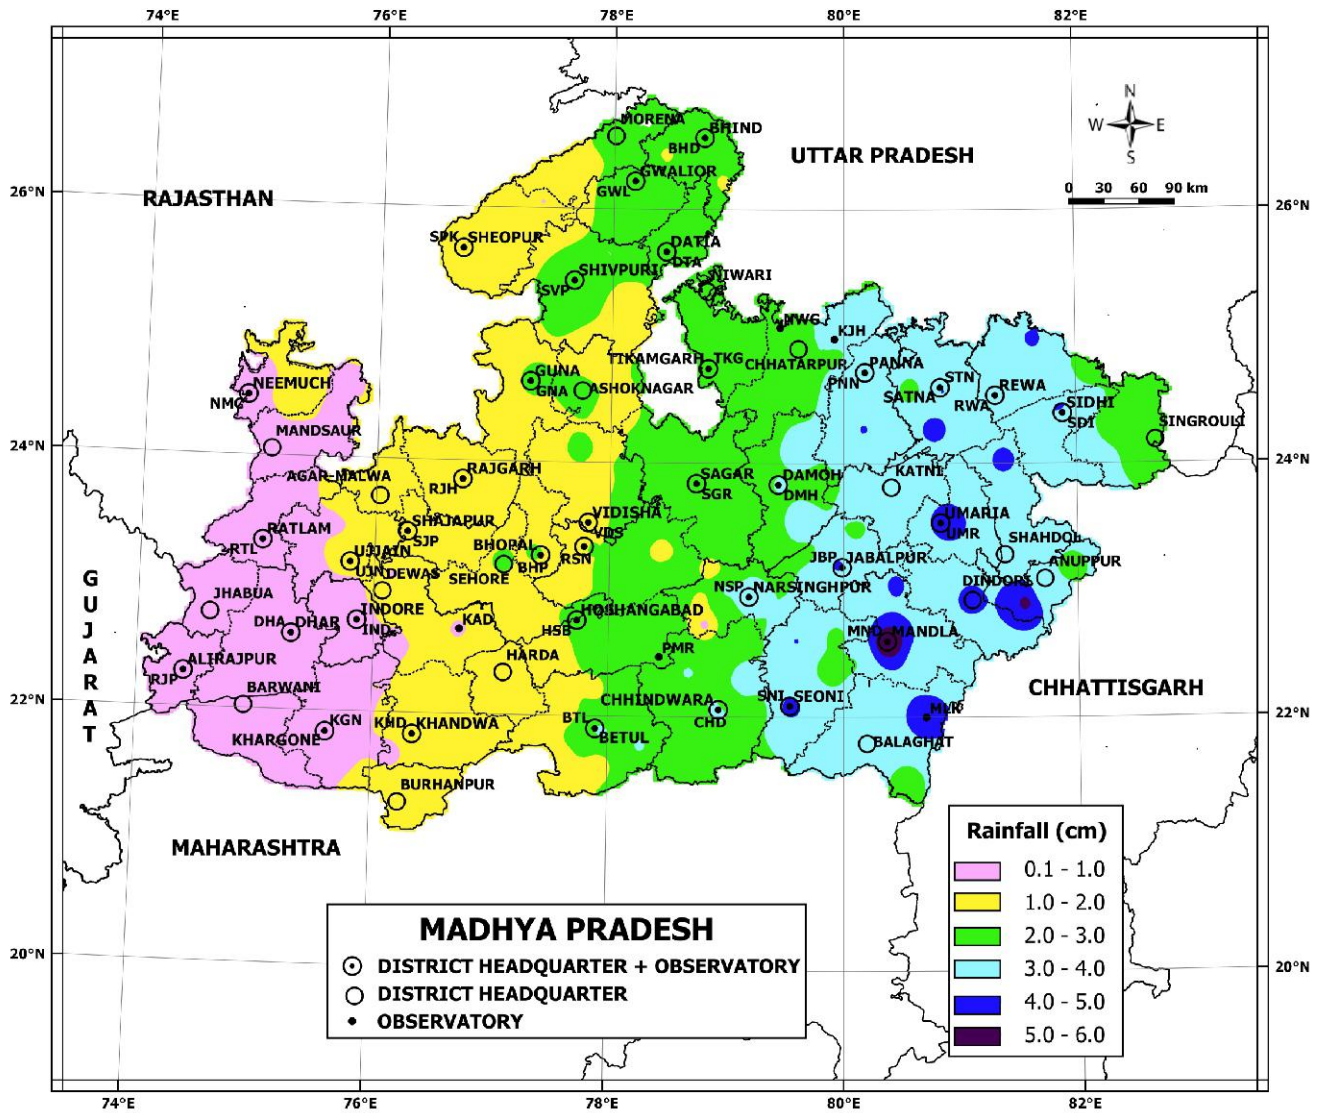 74°E 76°E 78°E 80°E 82°E
N
W E
S
0 30 60 90 km
UTTAR PRADESH
RAJASTHAN
26°N 26°N
MORENA
BHIND
BHD
GWALIOR
GWL
SPK SHEOPUR
DATIA
DTA
SHIVPURI
SVP
NIWARI
NWG
KJH
TIKAMGARH TKG
CHHATARPUR
PANNA
PNN
STN
SATNA
REWA
RWA
SIDHI
SDI
SINGROULI
GUNA
GNA
ASHOKNAGAR
NEEMUCH
NMC
MANDSAUR
24°N 24°N
AGAR-MALWA
RAJGARH
RJH
SAGAR
SGR
DAMOH
DMH
KATNI
RATLAM
RTL
SHAJAPUR
SJP
VIDISHA
VDS
UMARIA
UMR
SHAHDOL
UJJAIN
UJN
BHOPAL
BHP
RSN
JBP JABALPUR
ANUPPUR
DEWAS
SEHORE
NSP NARSINGHPUR
DINDORI
JHABUA
INDORE
IND
DHA DHAR
KAD
HOSHANGABAD
HSB
MND MANDLA
ALIRAJPUR
RJP
HARDA
PMR
BARWANI
CHHINDWARA
CHD
SNI SEONI
MLK
22°N 22°N
KGN
KHARGONE
KHD KHANDWA
BTL
BETUL
BALAGHAT
BURHANPUR
GUJARAT
CHHATTISGARH
MAHARASHTRA
Rainfall (cm)
0.1 - 1.0
1.0 - 2.0
2.0 - 3.0
3.0 - 4.0
4.0 - 5.0
5.0 - 6.0
MADHYA PRADESH
DISTRICT HEADQUARTER + OBSERVATORY
DISTRICT HEADQUARTER
OBSERVATORY
20°N 20°N
74°E 76°E 78°E 80°E 82°E